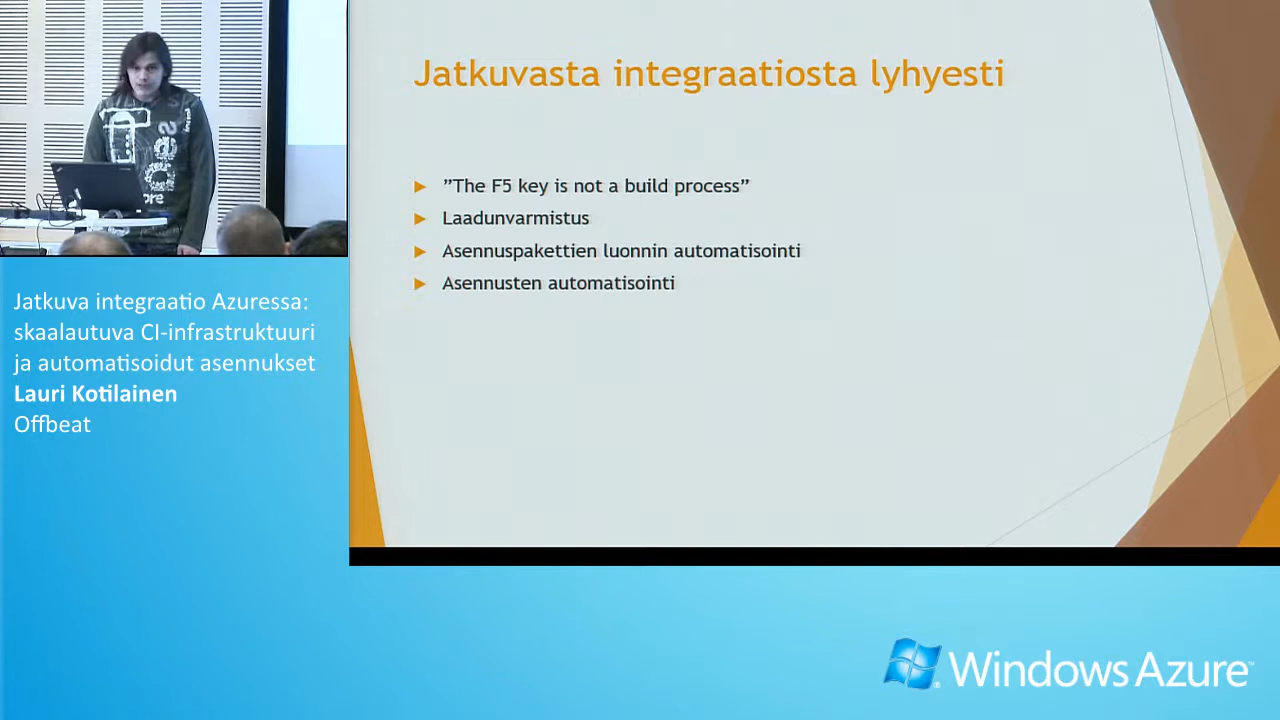 Jatkuvasta integraatiosta lyhyesti
”The F5 key is not a build process”
Laadunvarmistus
Asennuspakettien luonnin automatisointi
Asennusten automatisointi
Jatkuva integraatio Azuressa:
skaalautuva CI-infrastruktuuri
ja automatisoidut asennukset
Lauri Kotilainen
Offbeat
Windows Azure™